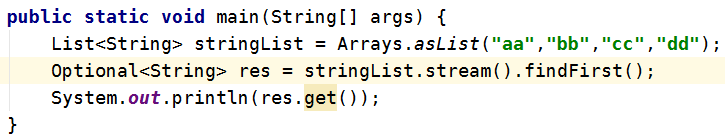 public static void main(String[] args) {
    List<String> stringList = Arrays.asList("aa","bb","cc","dd");
    Optional<String> res = stringList.stream().findFirst();
    System.out.println(res.get());
}